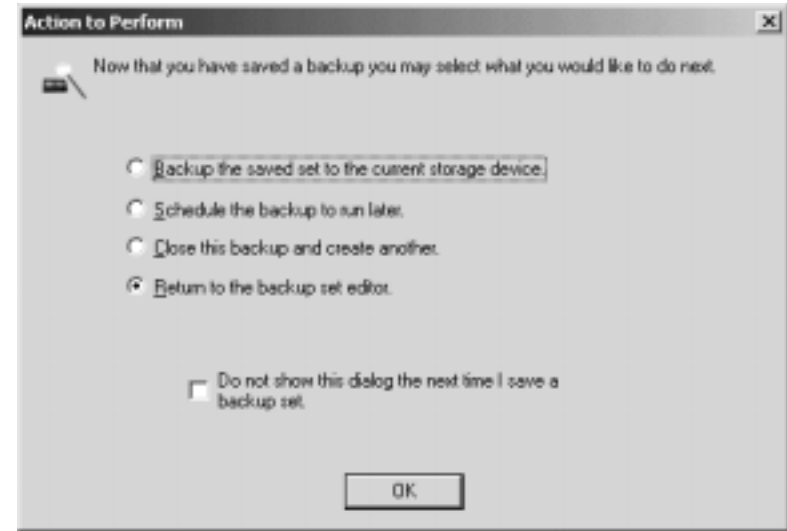 Action to Perform
Now that you have saved a backup you may select what you would like to do next.
Backup the saved set to the current storage device.
Schedule the backup to run later.
Close this backup and create another.
Return to the backup set editor.
Do not show this dialog the next time I save a
backup set.
OK